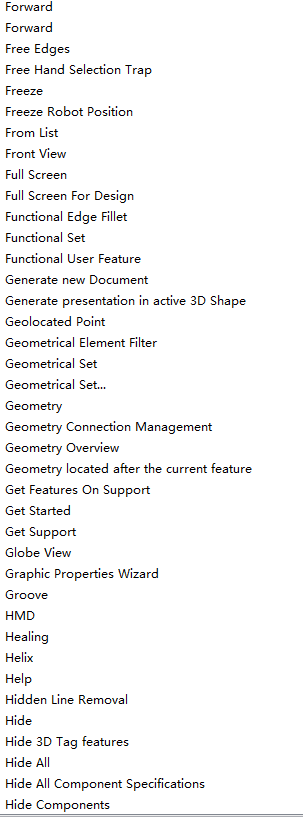 Forward
Forward
Free Edges
Free Hand Selection Trap
Freeze
Freeze Robot Position
From List
Front View
Full Screen
Full Screen For Design
Functional Edge Fillet
Functional Set
Functional User Feature
Generate new Document
Generate presentation in active 3D Shape
Geolocated Point
Geometrical Element Filter
Geometrical Set
Geometrical Set...
Geometry
Geometry Connection Management
Geometry Overview
Geometry located after the current feature
Get Features On Support
Get Started
Get Support
Globe View
Graphic Properties Wizard
Groove
HMD
Healing
Helix
Help
Hidden Line Removal
Hide
Hide 3D Tag features
Hide All
Hide All Component Specifications
Hide Components